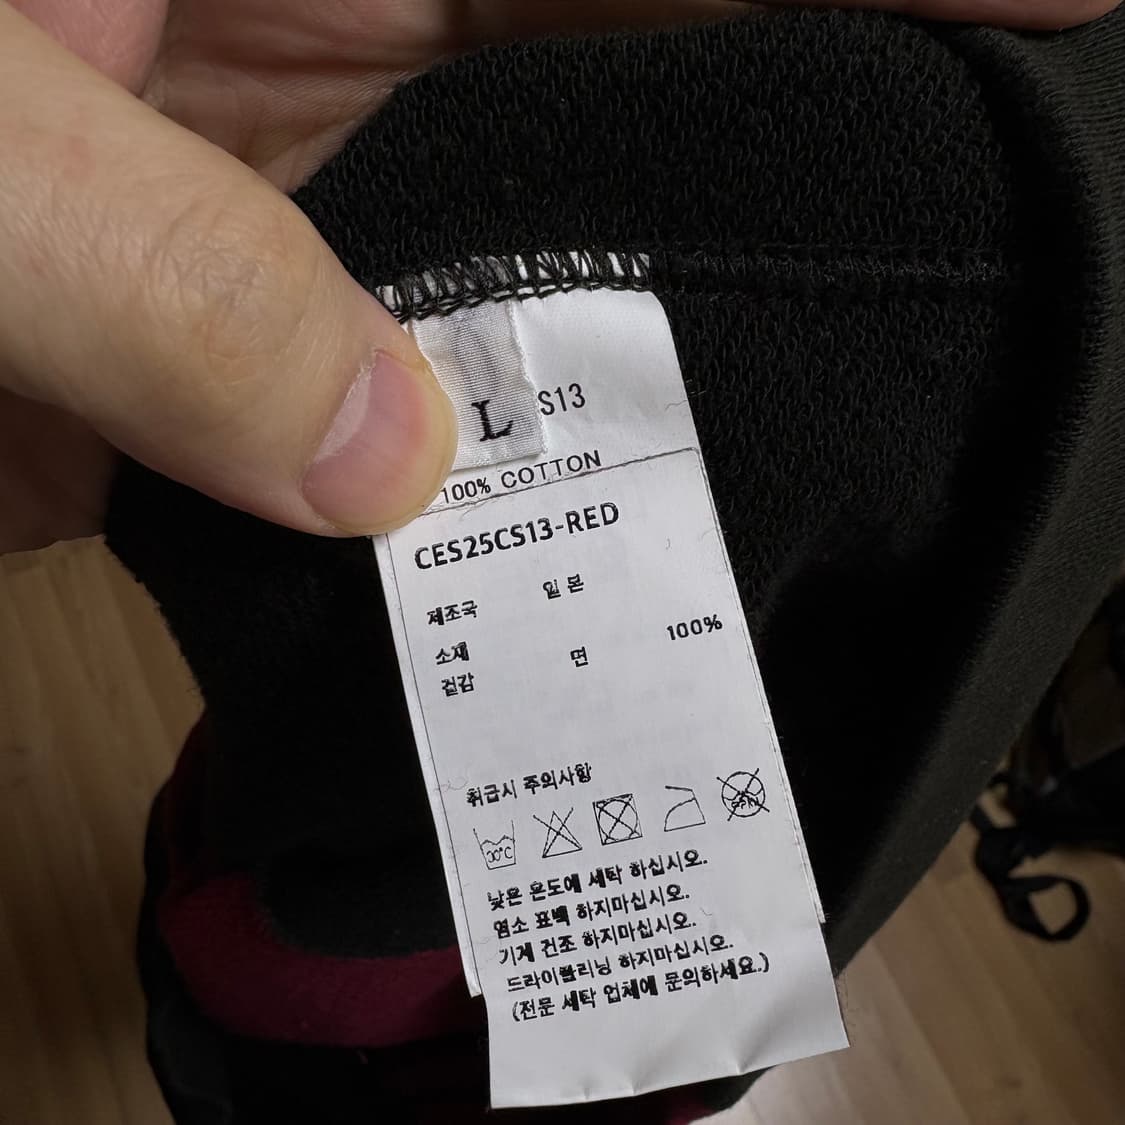 L
S13
100% COTTON
CES25CS13-RED
제조국 일본
소재 면 100%
겉감
취급시 주의사항
30°C
낮은 온도에 세탁 하십시오.
염소 표백 하지마십시오.
기계 건조 하지마십시오.
드라이클리닝 하지마십시오.
(전문 세탁 업체에 문의하세요.)